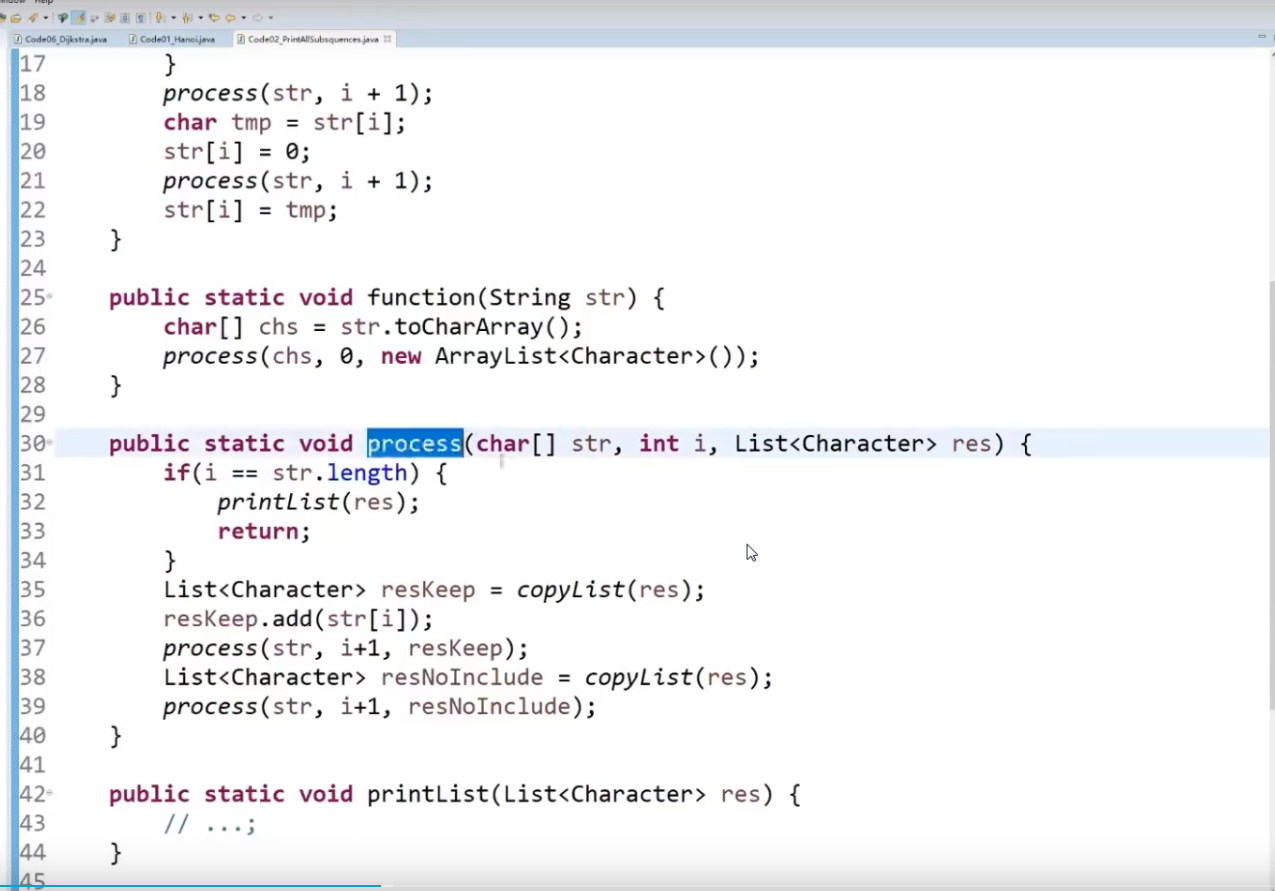 Window Help
Code06_Dijkstra.java Code01_Hanoi.java Code02_PrintAllSubsquences.java
17 }
18 process(str, i + 1);
19 char tmp = str[i];
20 str[i] = 0;
21 process(str, i + 1);
22 str[i] = tmp;
23 }
24
25 public static void function(String str) {
26 char[] chs = str.toCharArray();
27 process(chs, 0, new ArrayList<Character>());
28 }
29
30 public static void process(char[] str, int i, List<Character> res) {
31 if(i == str.length) {
32 printList(res);
33 return;
34 }
35 List<Character> resKeep = copyList(res);
36 resKeep.add(str[i]);
37 process(str, i+1, resKeep);
38 List<Character> resNoInclude = copyList(res);
39 process(str, i+1, resNoInclude);
40 }
41
42 public static void printList(List<Character> res) {
43 // ...;
44 }
45